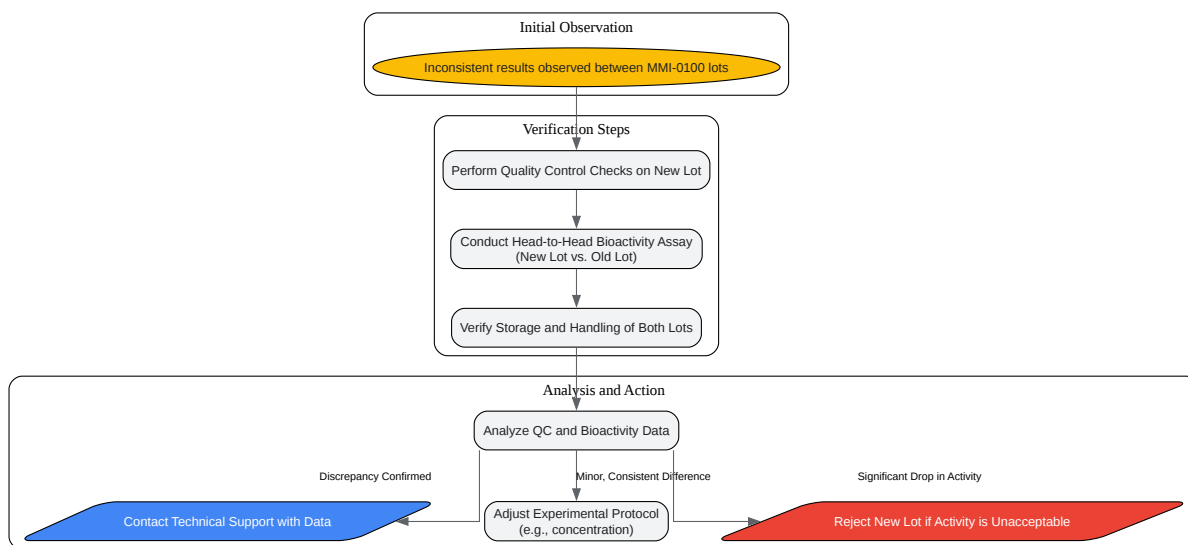 Initial Observation
Inconsistent results observed between MMI-0100 lots
Verification Steps
Perform Quality Control Checks on New Lot
Conduct Head-to-Head Bioactivity Assay
(New Lot vs. Old Lot)
Verify Storage and Handling of Both Lots
Analysis and Action
Analyze QC and Bioactivity Data
Discrepancy Confirmed
Minor, Consistent Difference
Significant Drop in Activity
Contact Technical Support with Data
Adjust Experimental Protocol
(e.g., concentration)
Reject New Lot if Activity is Unacceptable